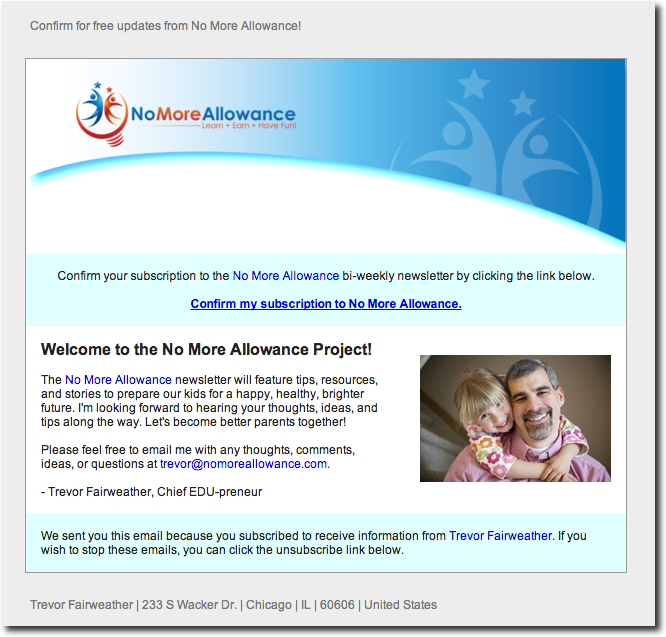 Confirm for free updates from No More Allowance!
NoMoreAllowance
Learn + Earn + Have Fun!
Confirm your subscription to the No More Allowance bi-weekly newsletter by clicking the link below.
Confirm my subscription to No More Allowance.
Welcome to the No More Allowance Project!
The No More Allowance newsletter will feature tips, resources,
and stories to prepare our kids for a happy, healthy, brighter
future. I'm looking forward to hearing your thoughts, ideas, and
tips along the way. Let's become better parents together!
Please feel free to email me with any thoughts, comments,
ideas, or questions at trevor@nomoreallowance.com.
- Trevor Fairweather, Chief EDU-preneur
We sent you this email because you subscribed to receive information from Trevor Fairweather. If you
wish to stop these emails, you can click the unsubscribe link below.
Trevor Fairweather | 233 S Wacker Dr. | Chicago | IL | 60606 | United States